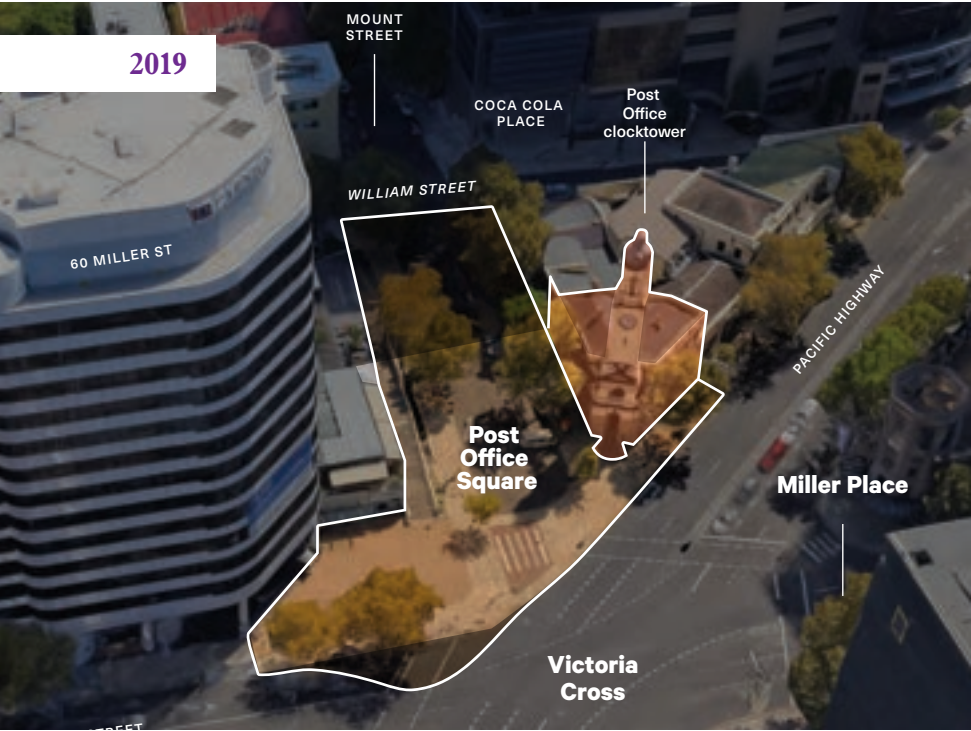 2019
MOUNT
STREET
COCA COLA
PLACE
Post
Office
clocktower
WILLIAM STREET
60 MILLER ST
PACIFIC HIGHWAY
Post
Office
Square
Miller Place
Victoria
Cross
STREET